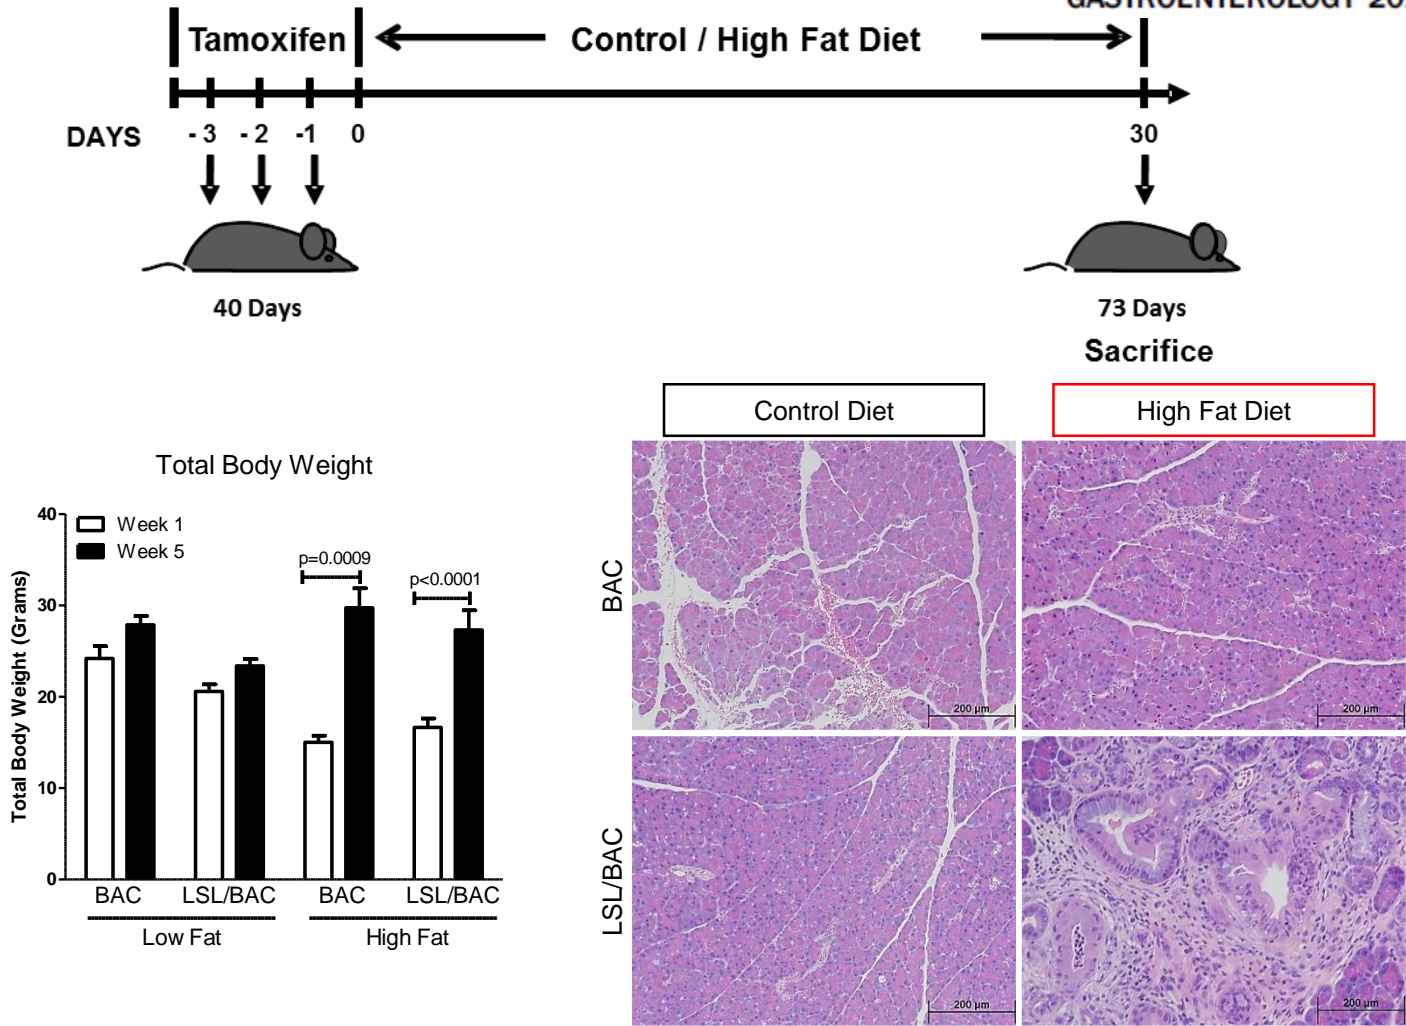 GASTROENTEROLOGY 20
Tamoxifen
Control / High Fat Diet
DAYS
- 3
- 2
-1
0
30
40 Days
73 Days
Sacrifice
Control Diet
High Fat Diet
Total Body Weight
Total Body Weight (Grams)
40
30
20
10
0
Week 1
Week 5
p=0.0009
p<0.0001
BAC
LSL/BAC
BAC
LSL/BAC
Low Fat
High Fat
BAC
LSL/BAC
200 µm
200 µm
200 µm
200 µm